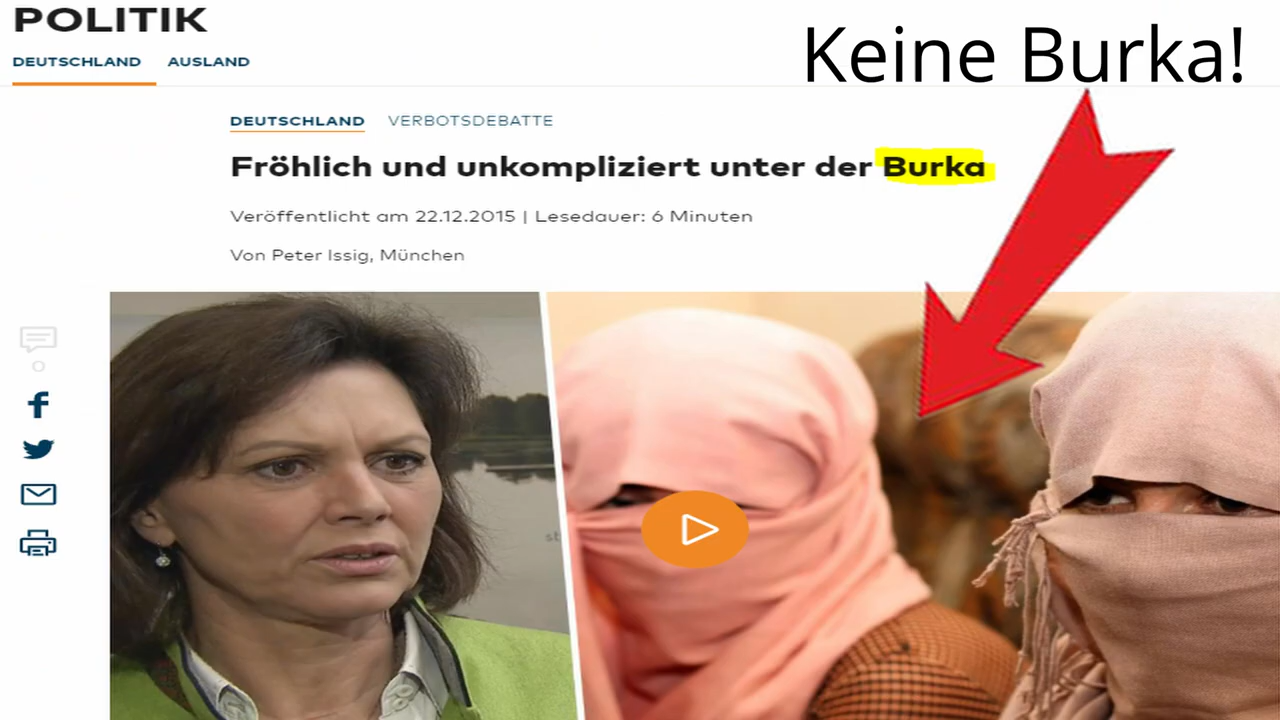 POLITIK
Keine Burka!
DEUTSCHLAND AUSLAND
DEUTSCHLAND VERBOTSDEBATTE
Fröhlich und unkompliziert unter der Burka
Veröffentlicht am 22.12.2015 | Lesedauer: 6 Minuten
Von Peter Issig, München
0